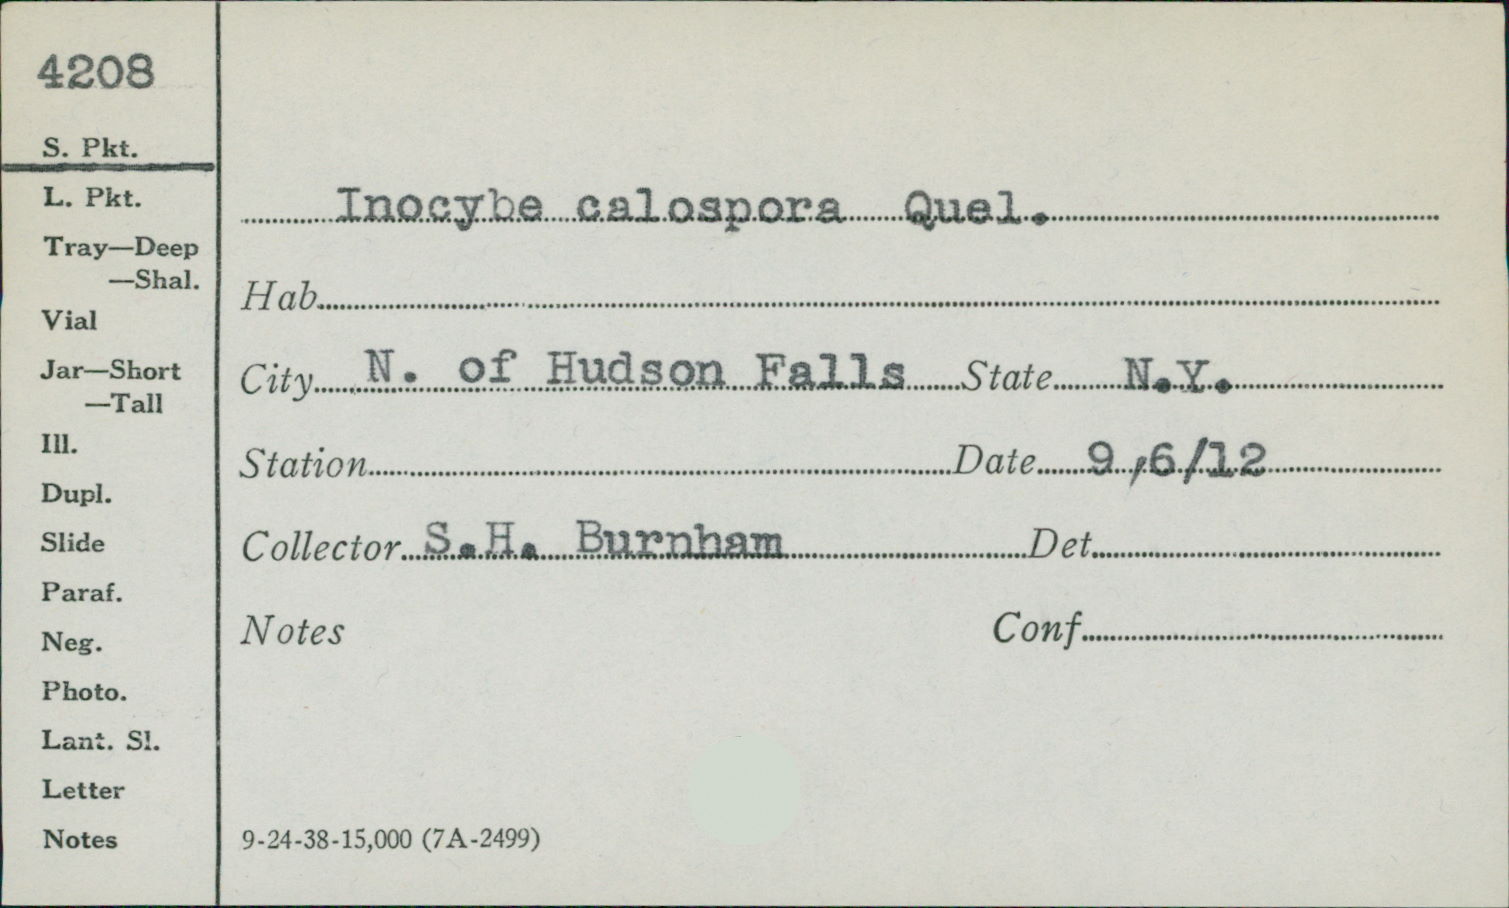 4208
S. Pkt.
L. Pkt.
Tray—Deep
—Shal.
Vial
Jar—Short
—Tall
Ill.
Dupl.
Slide
Paraf.
Neg.
Photo.
Lant. Sl.
Letter
Notes
Inocybe calospora Quel.
Hab.
City N. of Hudson Falls State N.Y.
Station Date 9,6/12
Collector S.H. Burnham Det.
Notes Conf.
9-24-38-15,000 (7A-2499)